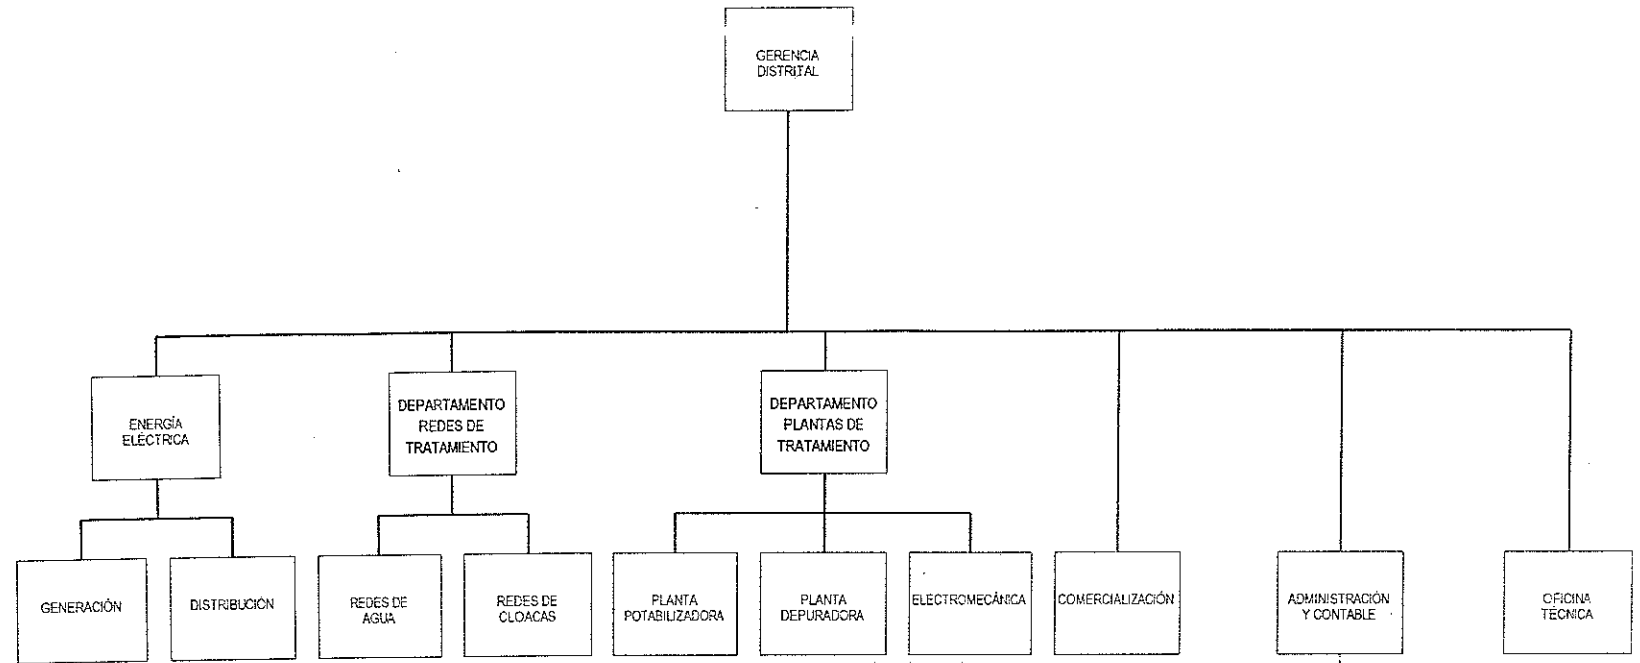 GERENCIA
DISTRITAL
ENERGÍA
ELÉCTRICA
DEPARTAMENTO
REDES DE
TRATAMIENTO
DEPARTAMENTO
PLANTAS DE
TRATAMIENTO
GENERACIÓN
DISTRIBUCIÓN
REDES DE
AGUA
REDES DE
CLOACAS
PLANTA
POTABILIZADORA
PLANTA
DEPURADORA
ELECTROMECÁNICA
COMERCIALIZACIÓN
ADMINISTRACIÓN
Y CONTABLE
OFICINA
TÉCNICA